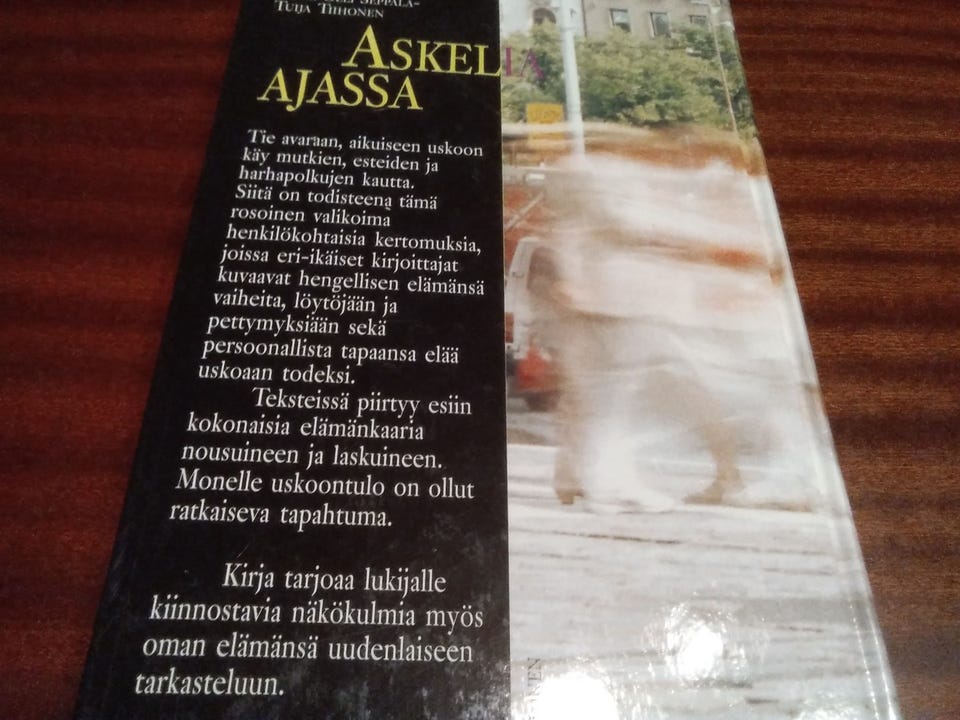 SEPPÄLÄ-
TUIJA TIIHONEN
ASKELIA
AJASSA
Tie avaraan, aikuiseen uskoon
käy mutkien, esteiden ja
harhapolkujen kautta.
Siitä on todisteena tämä
rosoinen valikoima
henkilökohtaisia kertomuksia,
joissa eri-ikäiset kirjoittajat
kuvaavat hengellisen elämänsä
vaiheita, löytöjään ja
pettymyksiään sekä
persoonallista tapaansa elää
uskoaan todeksi.
Teksteissä piirtyy esiin
kokonaisia elämänkaaria
nousuineen ja laskuineen.
Monelle uskoontulo on ollut
ratkaiseva tapahtuma.
Kirja tarjoaa lukijalle
kiinnostavia näkökulmia myös
oman elämänsä uudenlaiseen
tarkasteluun.